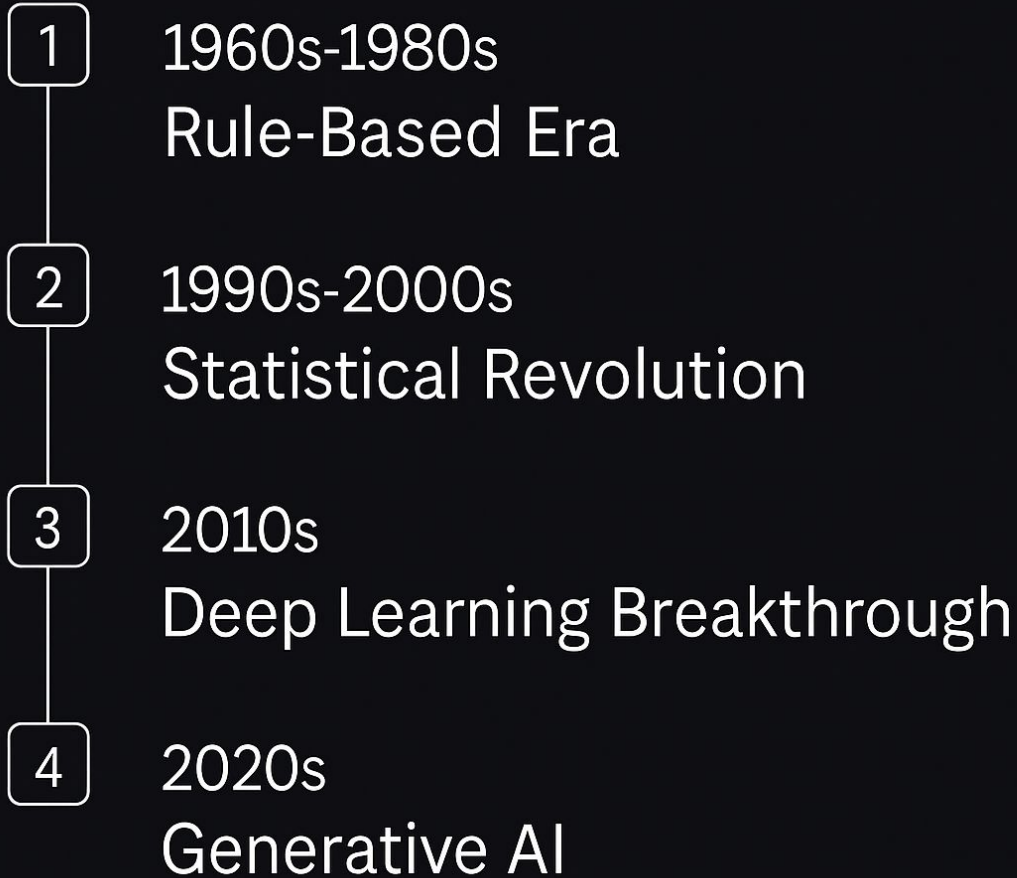 1
1960s-1980s
Rule-Based Era
2
1990s-2000s
Statistical Revolution
3
2010s
Deep Learning Breakthrough
4
2020s
Generative AI